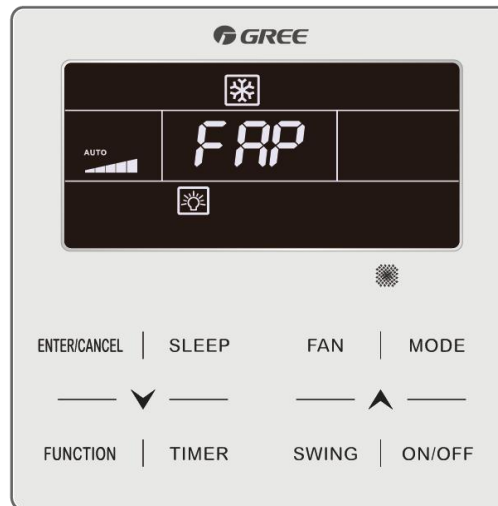 GREE
FAP
AUTO
ENTER/CANCEL SLEEP FAN MODE
FUNCTION TIMER SWING ON/OFF